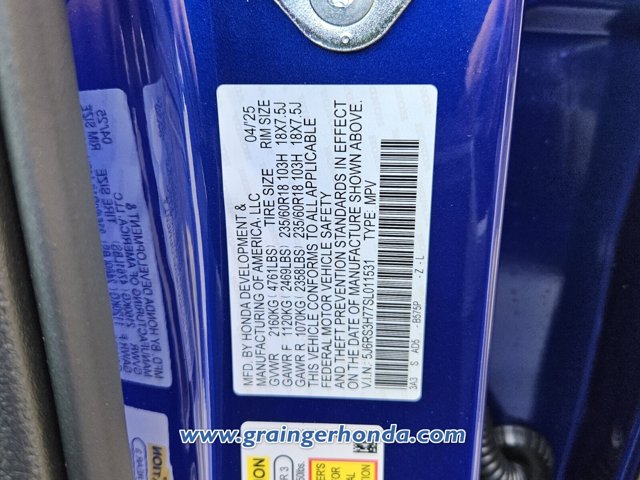 MFD. BY HONDA DEVELOPMENT & 04/25
MANUFACTURING OF AMERICA, LLC
TIRE SIZE RIM SIZE
GVWR 2160KG (4761LBS)
GAWR F 1120KG (2469LBS) 235/60R18 103H 18X7.5J
GAWR R 1070KG (2358LBS) 235/60R18 103H 18X7.5J
THIS VEHICLE CONFORMS TO ALL APPLICABLE
FEDERAL MOTOR VEHICLE SAFETY
AND THEFT PREVENTION STANDARDS IN EFFECT
ON THE DATE OF MANUFACTURE SHOWN ABOVE.
V.I.N: 5J6RS3H77SL011531 TYPE: MPV
3A3 S AD5 -B575P -Z-L
www.graingerhonda.com